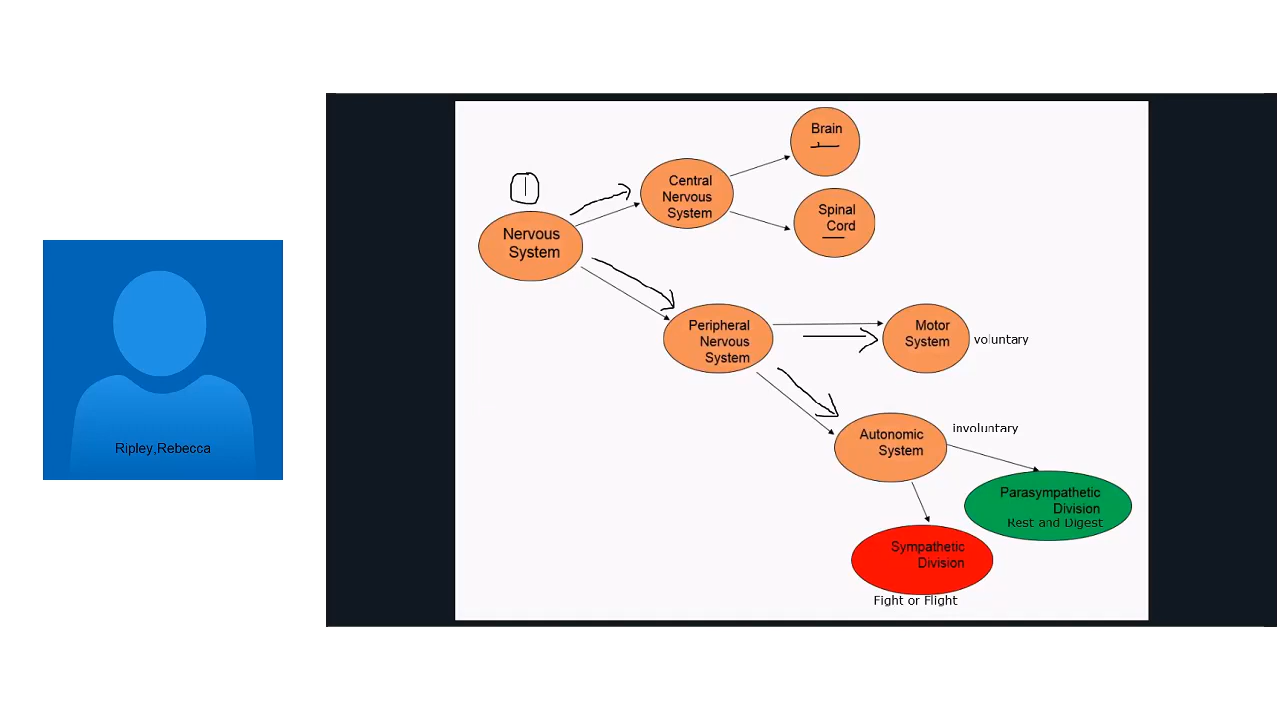 Ripley,Rebecca
1
Nervous
System
Central
Nervous
System
Brain
Spinal
Cord
Peripheral
Nervous
System
Motor
System
voluntary
Autonomic
System
involuntary
Parasympathetic
Division
Rest and Digest
Sympathetic
Division
Fight or Flight